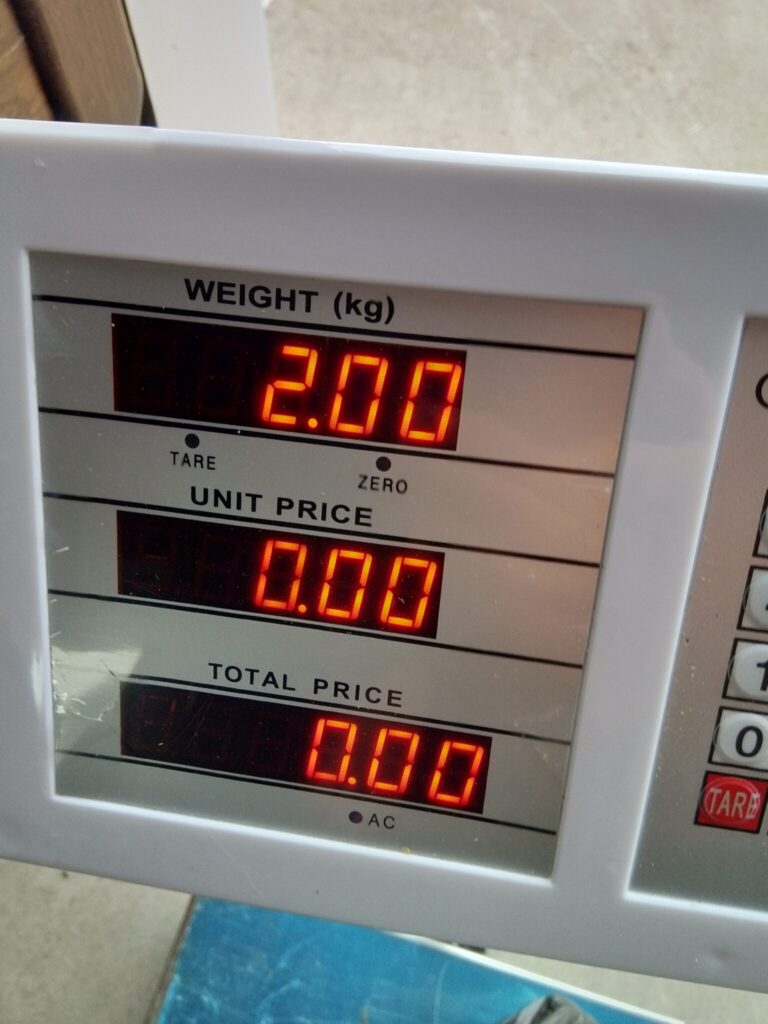 WEIGHT (kg)
2.00
TARE
ZERO
UNIT PRICE
0.00
TOTAL PRICE
0.00
AC
1
0
TARE